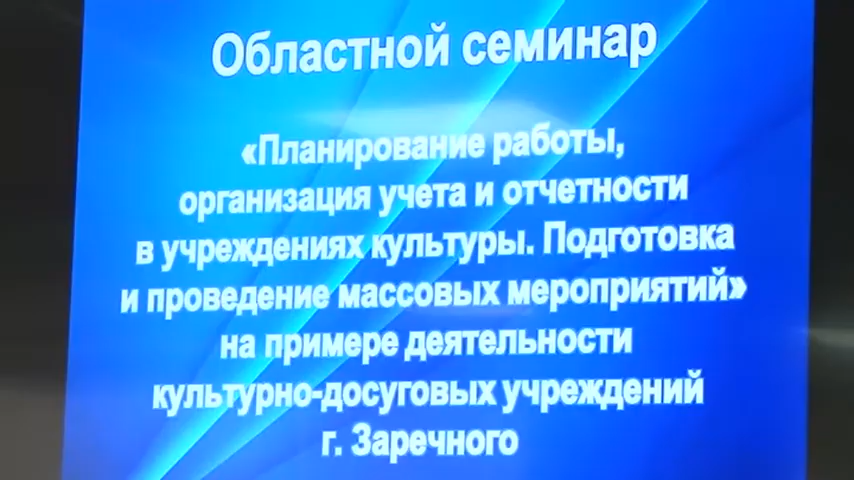 Областной семинар
«Планирование работы,
организация учета и отчетности
в учреждениях культуры. Подготовка
и проведение массовых мероприятий»
на примере деятельности
культурно-досуговых учреждений
г. Заречного